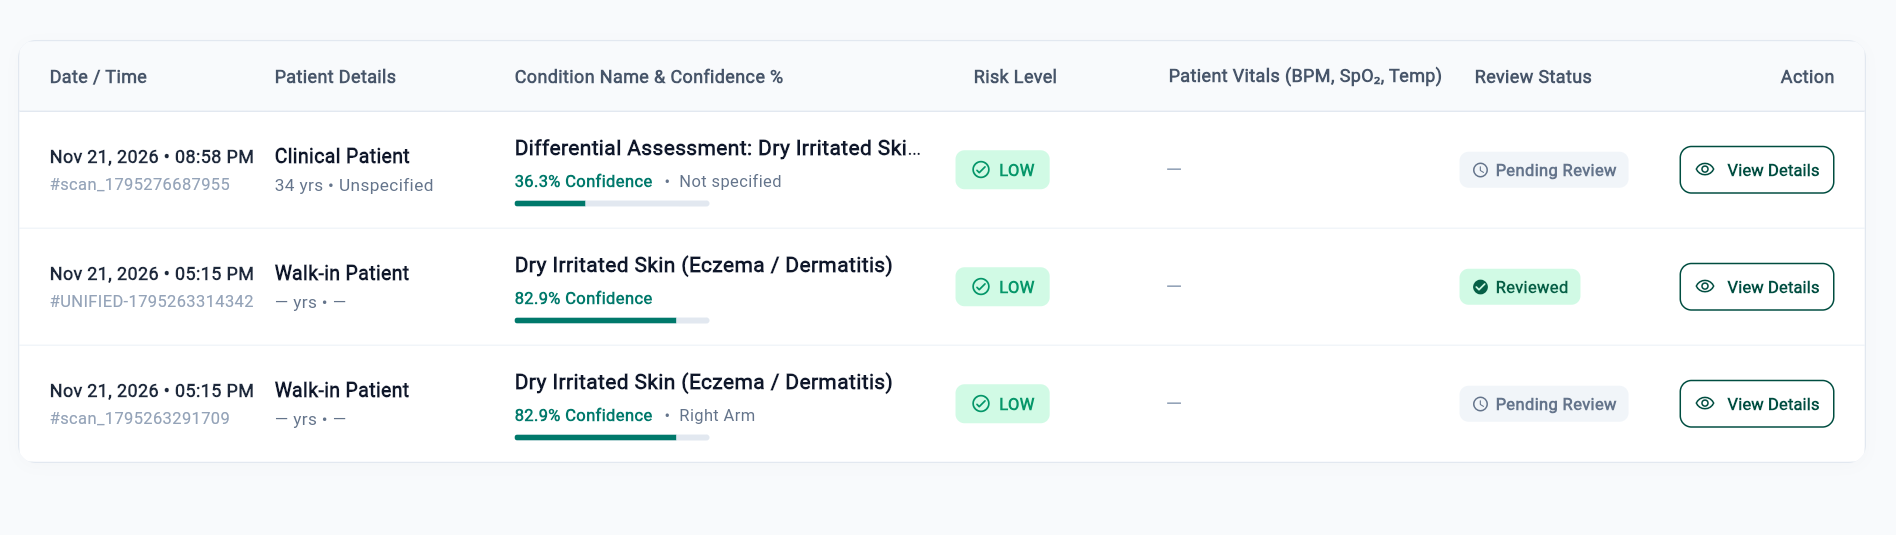 Date / Time Patient Details Condition Name & Confidence % Risk Level Patient Vitals (BPM, SpO₂, Temp) Review Status Action
Nov 21, 2026 • 08:58 PM
#scan_1795276687955
Clinical Patient
34 yrs • Unspecified
Differential Assessment: Dry Irritated Ski...
36.3% Confidence • Not specified
LOW
—
Pending Review
View Details
Nov 21, 2026 • 05:15 PM
#UNIFIED-1795263314342
Walk-in Patient
— yrs • —
Dry Irritated Skin (Eczema / Dermatitis)
82.9% Confidence
LOW
—
Reviewed
View Details
Nov 21, 2026 • 05:15 PM
#scan_1795263291709
Walk-in Patient
— yrs • —
Dry Irritated Skin (Eczema / Dermatitis)
82.9% Confidence • Right Arm
LOW
—
Pending Review
View Details